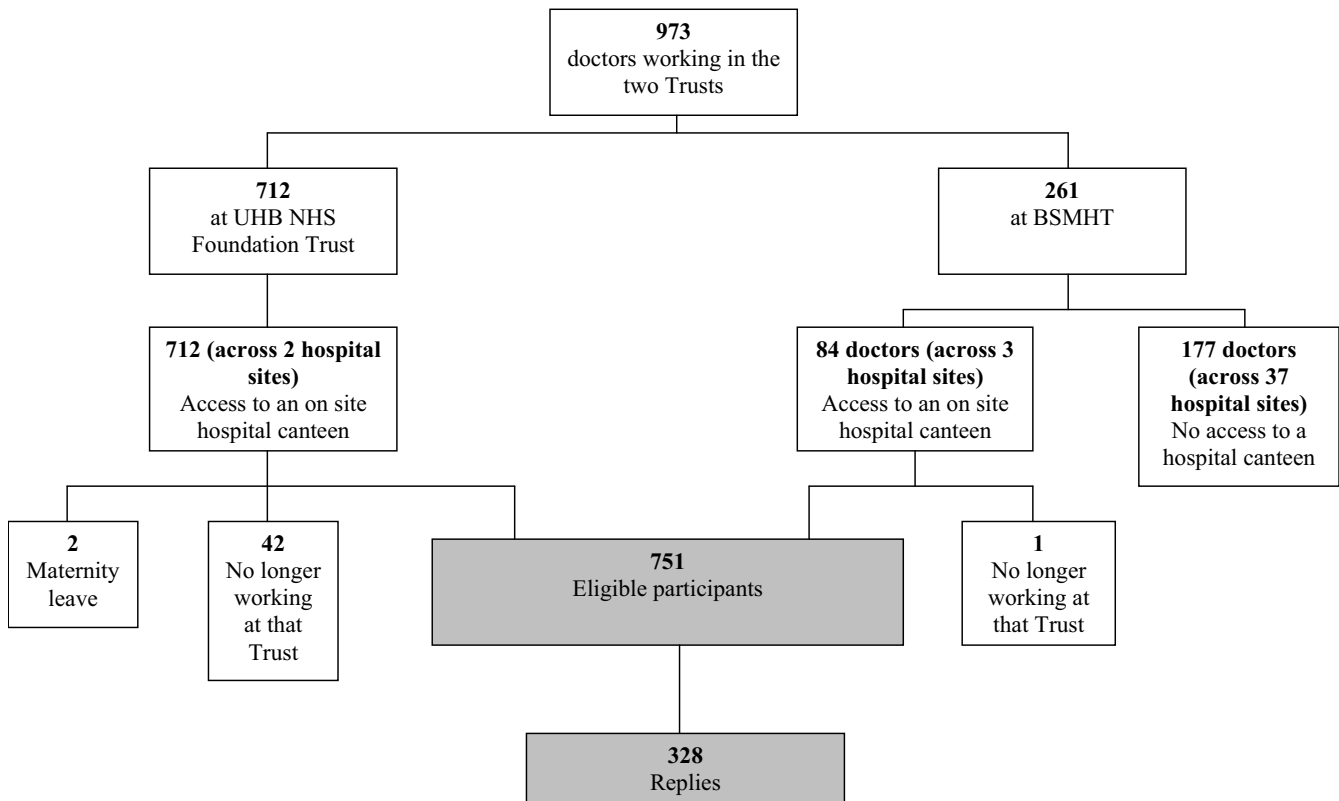 973
doctors working in the
two Trusts
712
at UHB NHS
Foundation Trust
261
at BSMHT
712 (across 2 hospital
sites)
Access to an on site
hospital canteen
84 doctors (across 3
hospital sites)
Access to an on site
hospital canteen
177 doctors
(across 37
hospital sites)
No access to a
hospital canteen
2
Maternity
leave
42
No longer
working
at that
Trust
751
Eligible participants
1
No longer
working at
that Trust
328
Replies